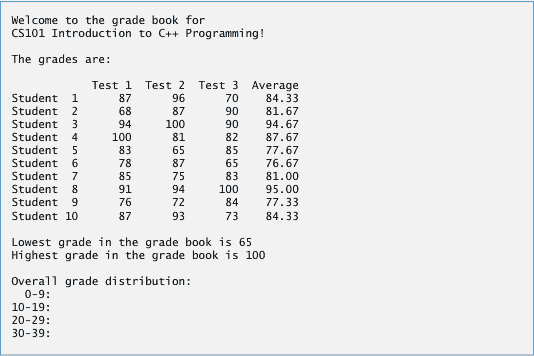 Welcome to the grade book for
CS101 Introduction to C++ Programming!
The grades are:
Test 1 Test 2 Test 3 Average
Student 1 87 96 70 84.33
Student 2 68 87 90 81.67
Student 3 94 100 90 94.67
Student 4 100 81 82 87.67
Student 5 83 65 85 77.67
Student 6 78 87 65 76.67
Student 7 85 75 83 81.00
Student 8 91 94 100 95.00
Student 9 76 72 84 77.33
Student 10 87 93 73 84.33
Lowest grade in the grade book is 65
Highest grade in the grade book is 100
Overall grade distribution:
0-9:
10-19:
20-29:
30-39: